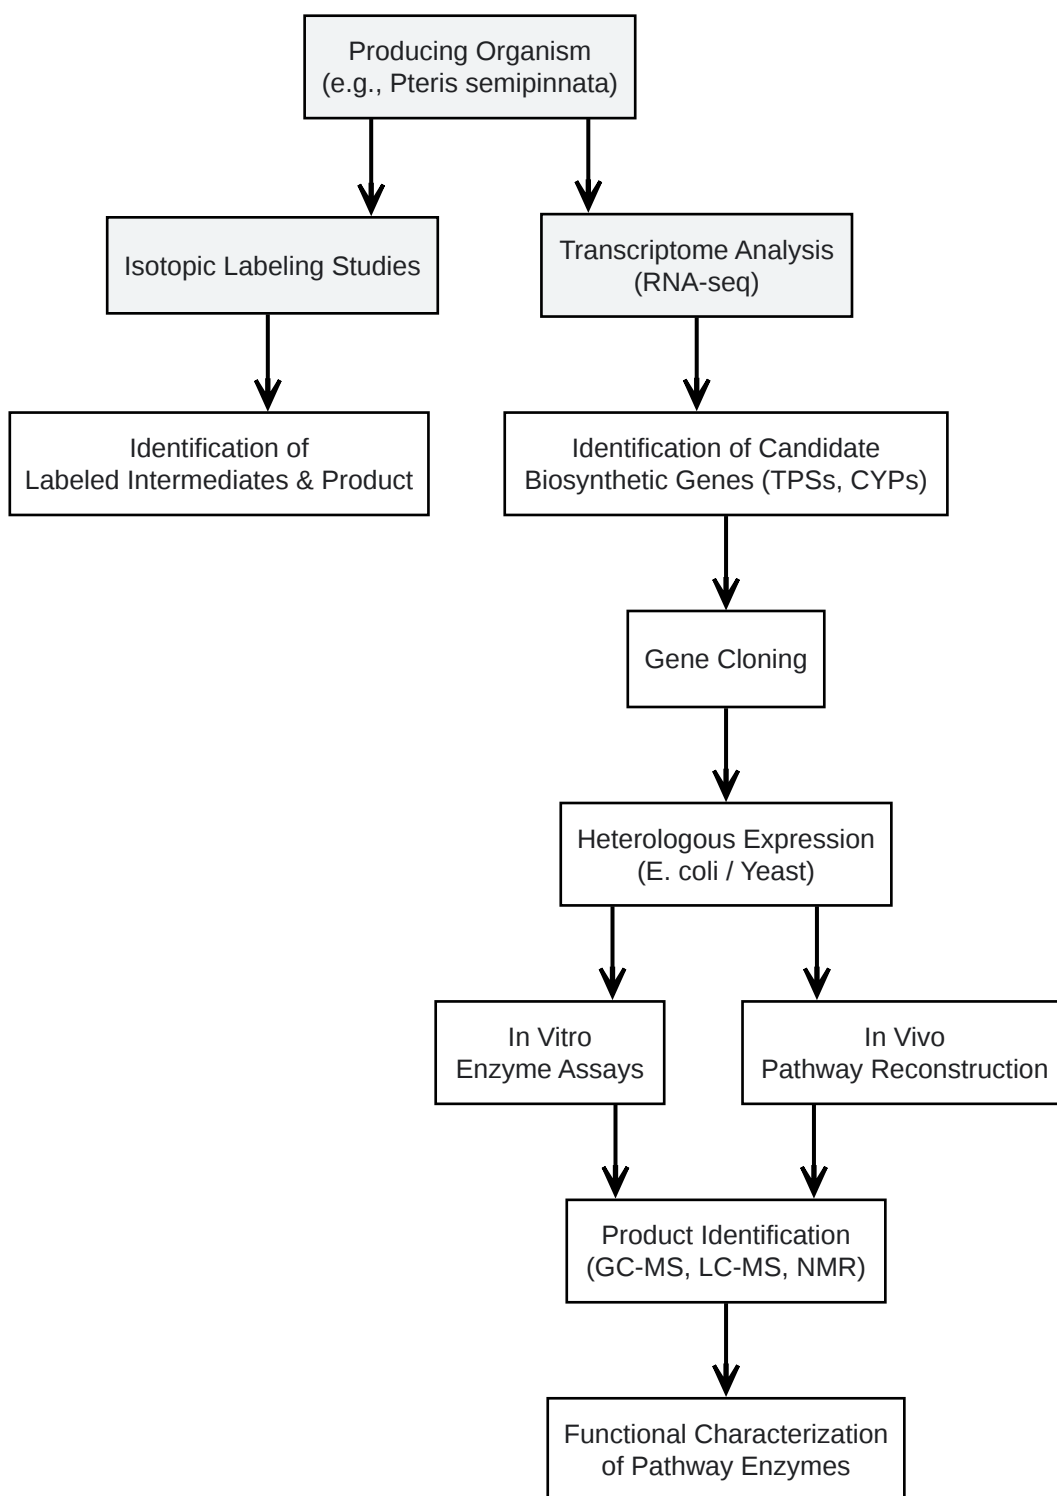 Producing Organism
(e.g., Pteris semipinnata)
Isotopic Labeling Studies
Transcriptome Analysis
(RNA-seq)
Identification of
Labeled Intermediates & Product
Identification of Candidate
Biosynthetic Genes (TPSs, CYPs)
Gene Cloning
Heterologous Expression
(E. coli / Yeast)
In Vitro
Enzyme Assays
In Vivo
Pathway Reconstruction
Product Identification
(GC-MS, LC-MS, NMR)
Functional Characterization
of Pathway Enzymes